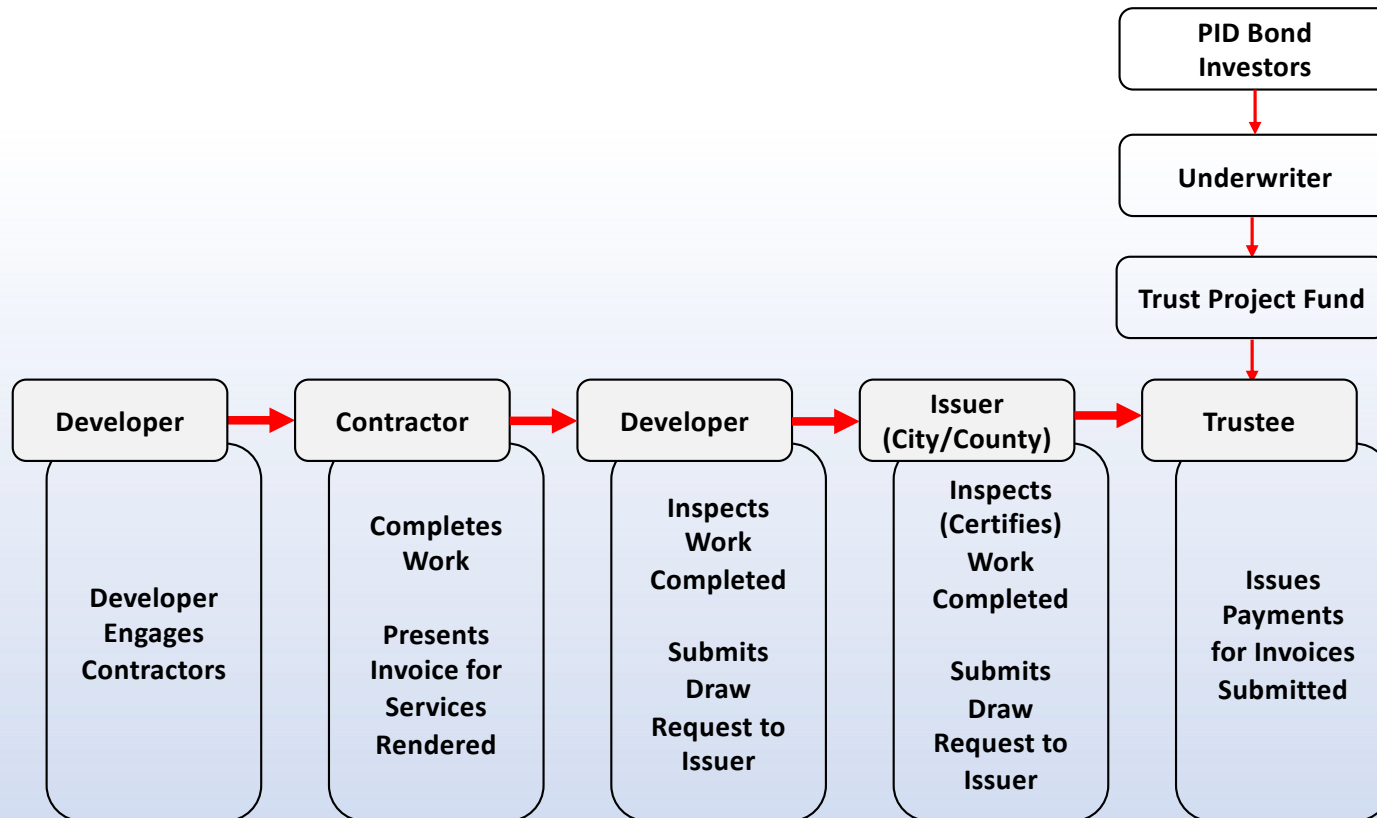 PID Bond
Investors
Underwriter
Trust Project Fund
Developer
Developer
Engages
Contractors
Contractor
Completes
Work
Presents
Invoice for
Services
Rendered
Developer
Inspects
Work
Completed
Submits
Draw
Request to
Issuer
Issuer
(City/County)
Inspects
(Certifies)
Work
Completed
Submits
Draw
Request to
Issuer
Trustee
Issues
Payments
for Invoices
Submitted